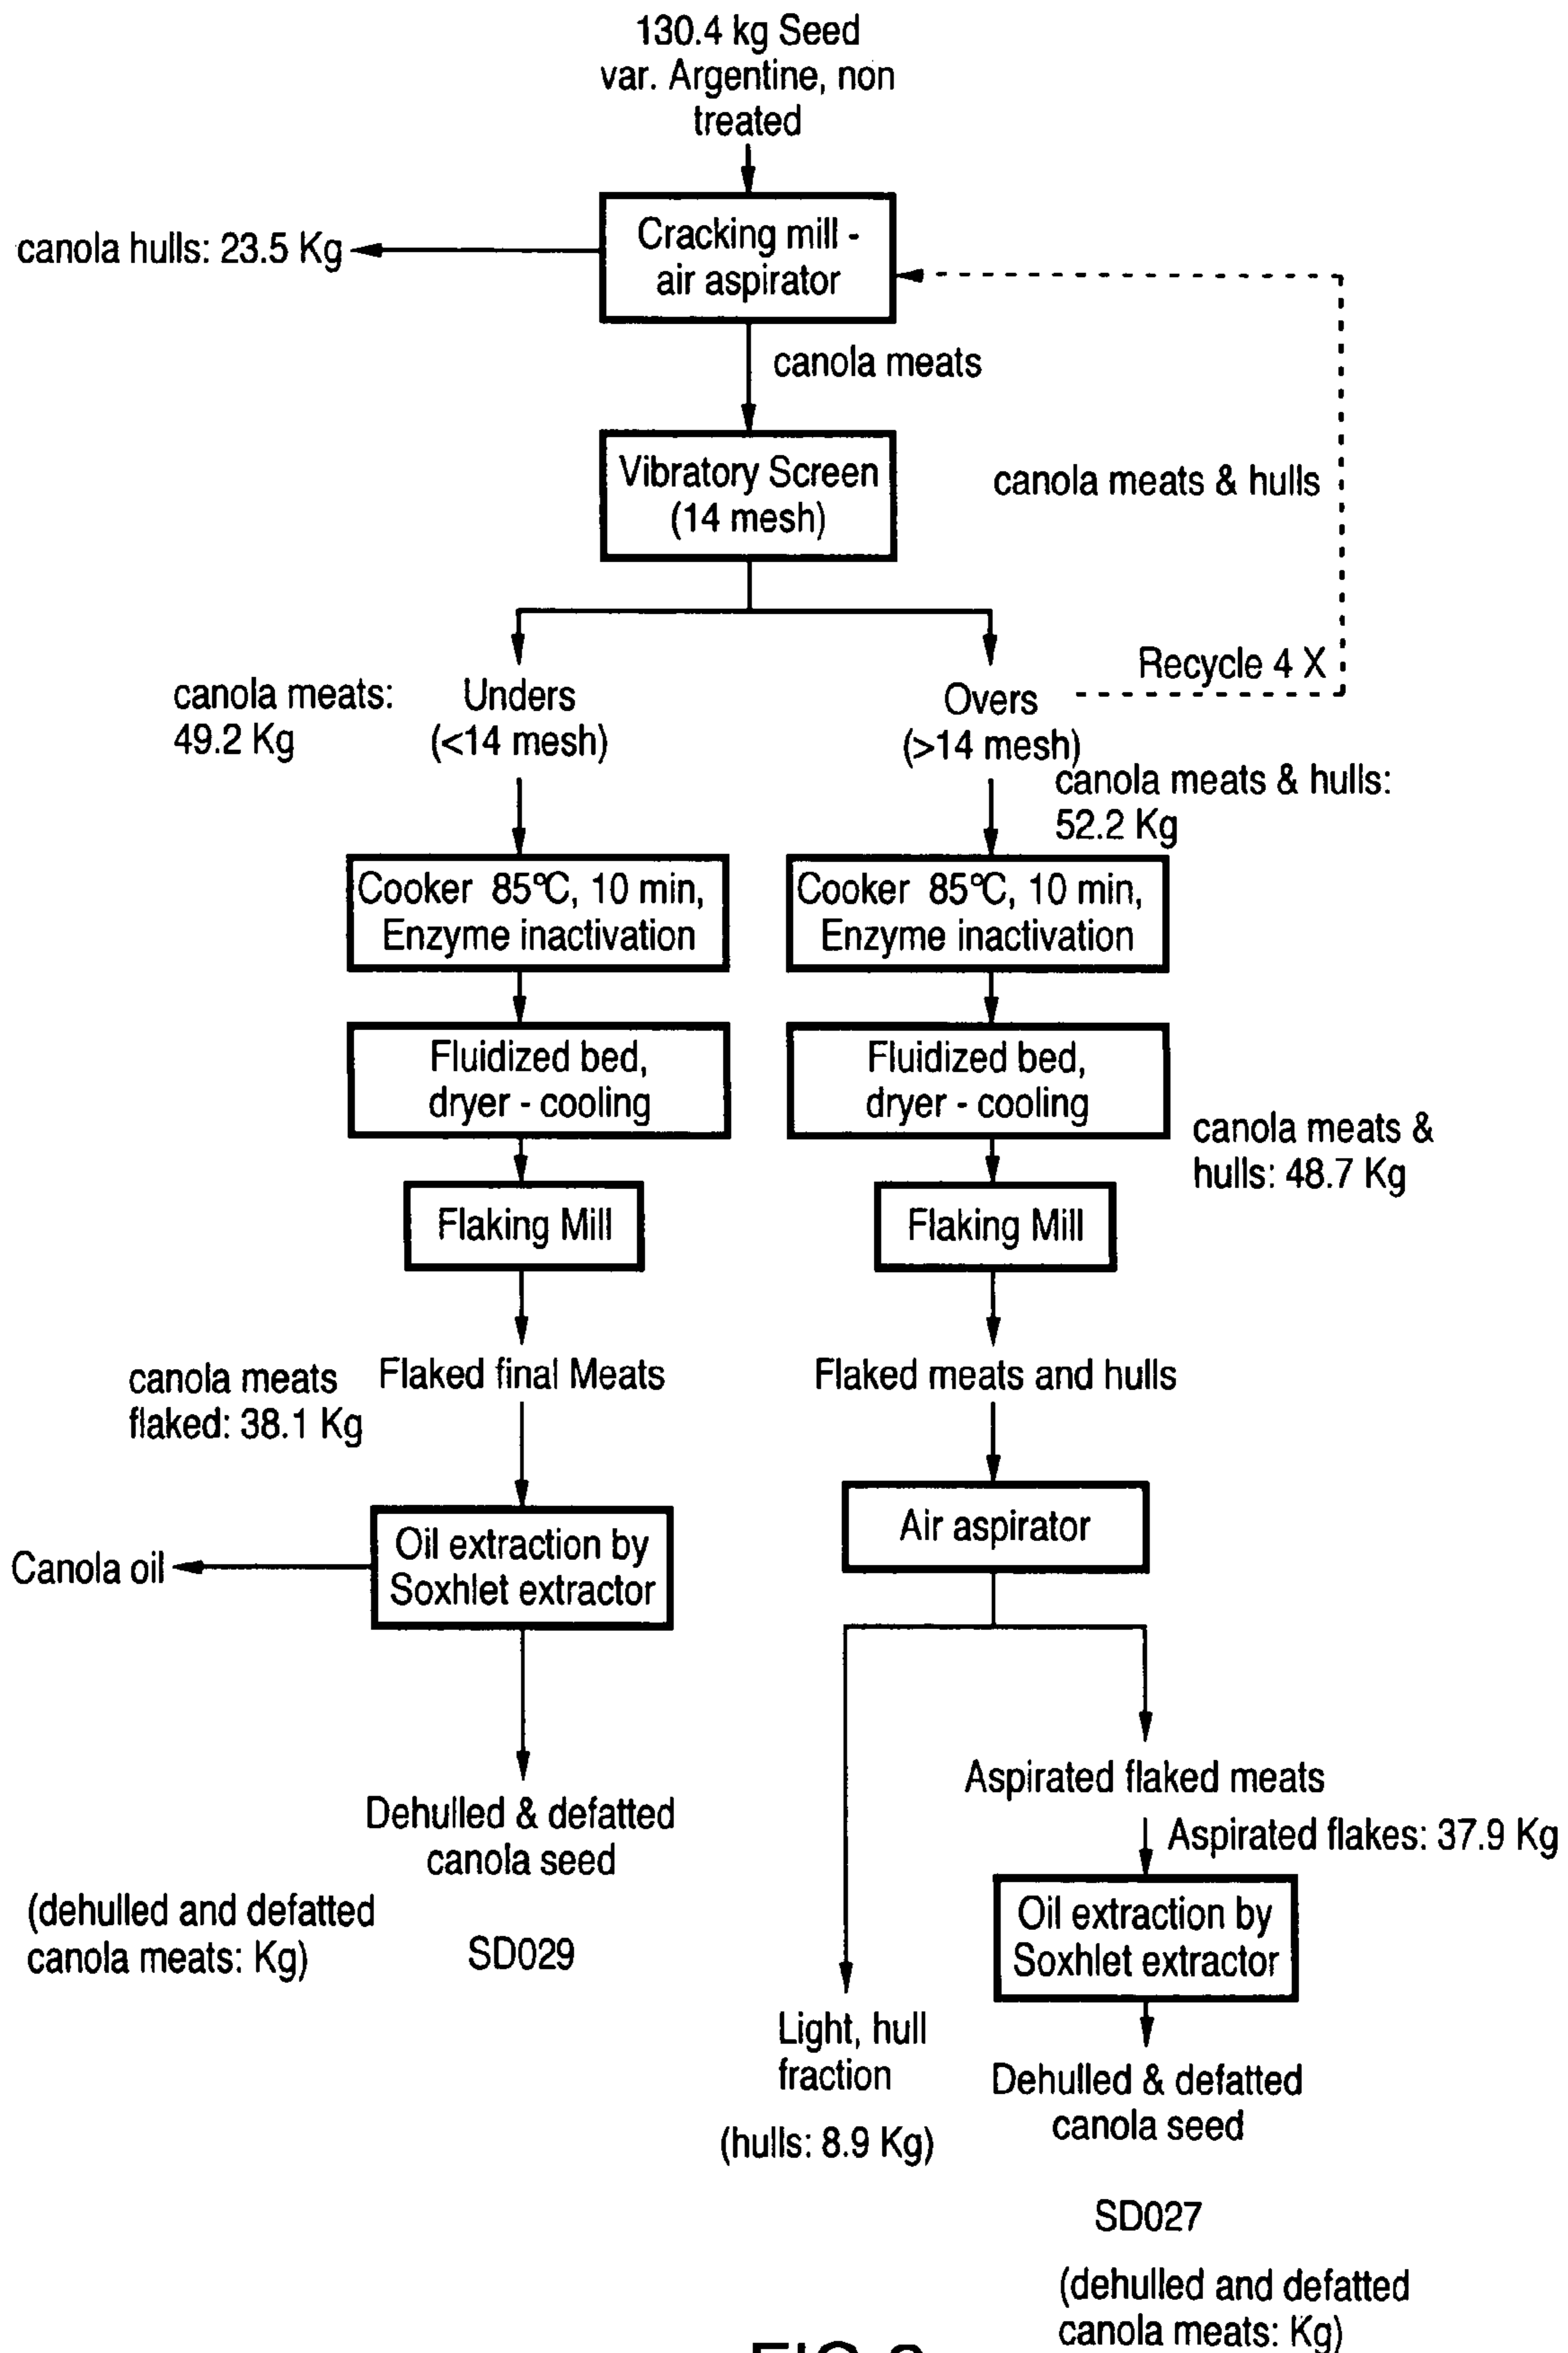 130.4 kg Seed
var. Argentine, non
treated
canola hulls: 23.5 Kg
Cracking mill -
air aspirator
canola meats
Vibratory Screen
(14 mesh)
canola meats & hulls
Recycle 4 X
canola meats:
49.2 Kg
Unders
(<14 mesh)
Overs
(>14 mesh)
canola meats & hulls:
52.2 Kg
Cooker 85°C, 10 min,
Enzyme inactivation
Cooker 85°C, 10 min,
Enzyme inactivation
Fluidized bed,
dryer - cooling
Fluidized bed,
dryer - cooling
canola meats &
hulls: 48.7 Kg
Flaking Mill
Flaking Mill
canola meats
flaked: 38.1 Kg
Flaked final Meats
Flaked meats and hulls
Air aspirator
Canola oil
Oil extraction by
Soxhlet extractor
Aspirated flaked meats
Aspirated flakes: 37.9 Kg
Dehulled & defatted
canola seed
(dehulled and defatted
canola meats: Kg)
SD029
Oil extraction by
Soxhlet extractor
Light, hull
fraction
(hulls: 8.9 Kg)
Dehulled & defatted
canola seed
SD027
(dehulled and defatted
canola meats: Kg)